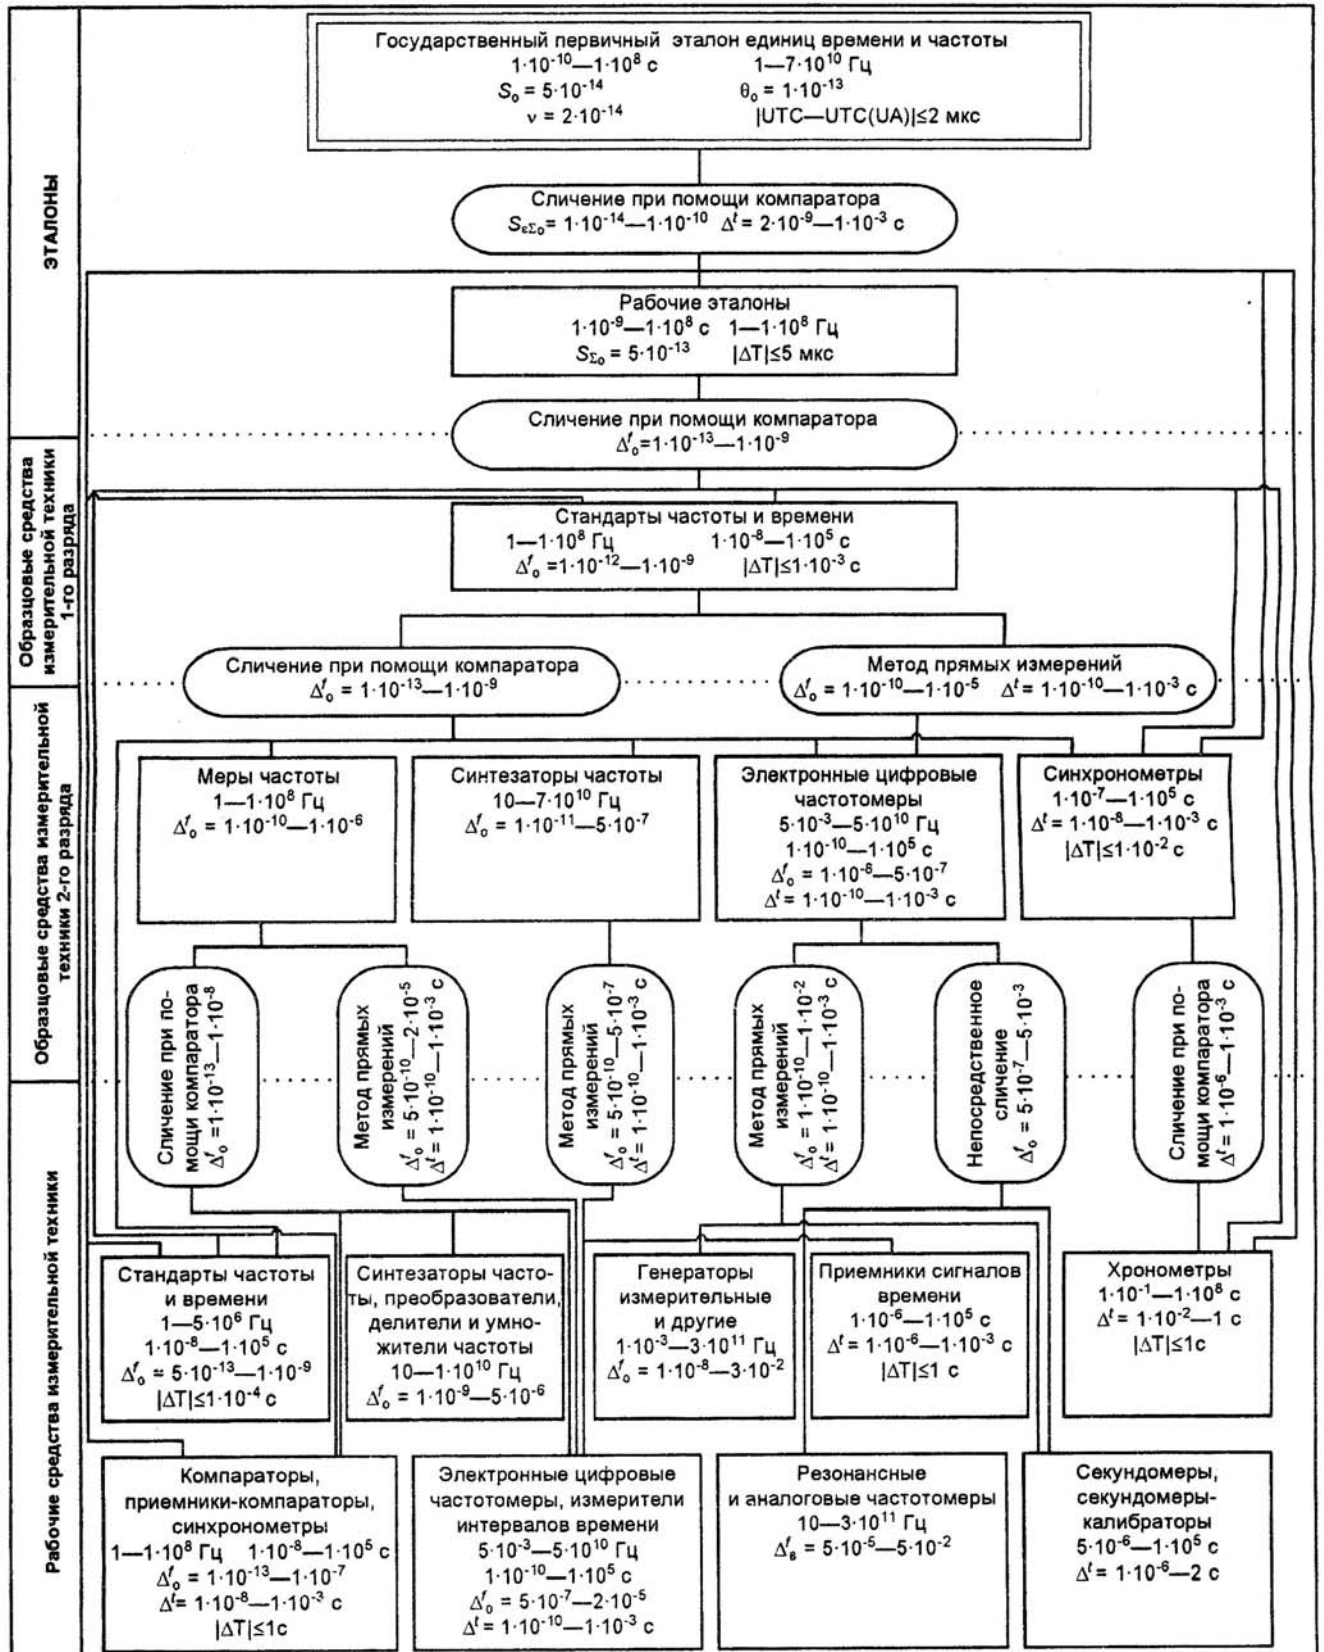 ЭТАЛОНЫ
Государственный первичный эталон единиц времени и частоты
1·10⁻¹⁰—1·10⁸ с 1—7·10¹⁰ Гц
S₀ = 5·10⁻¹⁴ θ₀ = 1·10⁻¹³
ν = 2·10⁻¹⁴ |UTC—UTC(UA)|≤2 мкс
Сличение при помощи компаратора
S_εΣ₀= 1·10⁻¹⁴—1·10⁻¹⁰ Δᵗ = 2·10⁻⁹—1·10⁻³ с
Рабочие эталоны
1·10⁻⁹—1·10⁸ с 1—1·10⁸ Гц
S_Σ₀ = 5·10⁻¹³ |ΔT|≤5 мкс
Сличение при помощи компаратора
Δ₀ᶠ=1·10⁻¹³—1·10⁻⁹
Образцовые средства
измерительной техники
1-го разряда
Стандарты частоты и времени
1—1·10⁸ Гц 1·10⁻⁸—1·10⁵ с
Δ₀ᶠ =1·10⁻¹²—1·10⁻⁹ |ΔT|≤1·10⁻³ с
Сличение при помощи компаратора
Δ₀ᶠ = 1·10⁻¹³—1·10⁻⁹
Метод прямых измерений
Δ₀ᶠ = 1·10⁻¹⁰—1·10⁻⁵ Δᵗ = 1·10⁻¹⁰—1·10⁻³ с
Образцовые средства измерительной
техники 2-го разряда
Меры частоты
1—1·10⁸ Гц
Δ₀ᶠ = 1·10⁻¹⁰—1·10⁻⁶
Синтезаторы частоты
10—7·10¹⁰ Гц
Δ₀ᶠ = 1·10⁻¹¹—5·10⁻⁷
Электронные цифровые
частотомеры
5·10⁻³—5·10¹⁰ Гц
1·10⁻¹⁰—1·10⁵ с
Δ₀ᶠ = 1·10⁻⁸—5·10⁻⁷
Δᵗ = 1·10⁻¹⁰—1·10⁻³ с
Синхронометры
1·10⁻⁷—1·10⁵ с
Δᵗ = 1·10⁻⁸—1·10⁻³ с
|ΔT|≤1·10⁻² с
Сличение при по-
мощи компаратора
Δ₀ᶠ =1·10⁻¹³—1·10⁻⁸
Метод прямых
измерений
Δ₀ᶠ = 5·10⁻¹⁰—2·10⁻⁵
Δᵗ = 1·10⁻¹⁰—1·10⁻³ с
Метод прямых
измерений
Δ₀ᶠ = 5·10⁻¹⁰—5·10⁻⁷
Δᵗ = 1·10⁻¹⁰—1·10⁻³ с
Метод прямых
измерений
Δ₀ᶠ = 1·10⁻¹⁰—1·10⁻²
Δᵗ = 1·10⁻¹⁰—1·10⁻³ с
Непосредственное
сличение
Δ₀ᶠ = 5·10⁻⁷—5·10⁻³
Сличение при по-
мощи компаратора
Δᵗ = 1·10⁻⁶—1·10⁻³ с
Рабочие средства измерительной техники
Стандарты частоты
и времени
1—5·10⁶ Гц
1·10⁻⁸—1·10⁵ с
Δ₀ᶠ = 5·10⁻¹³—1·10⁻⁹
|ΔT|≤1·10⁻⁴ с
Синтезаторы часто-
ты, преобразователи,
делители и умно-
жители частоты
10—1·10¹⁰ Гц
Δ₀ᶠ = 1·10⁻⁹—5·10⁻⁶
Генераторы
измерительные
и другие
1·10⁻³—3·10¹¹ Гц
Δ₀ᶠ = 1·10⁻⁸—3·10⁻²
Приемники сигналов
времени
1·10⁻⁶—1·10⁵ с
Δᵗ = 1·10⁻⁶—1·10⁻³ с
|ΔT|≤1 с
Хронометры
1·10⁻¹—1·10⁸ с
Δᵗ = 1·10⁻²—1 с
|ΔT|≤1с
Компараторы,
приемники-компараторы,
синхронометры
1—1·10⁸ Гц 1·10⁻⁸—1·10⁵ с
Δ₀ᶠ = 1·10⁻¹³—1·10⁻⁷
Δᵗ= 1·10⁻⁸—1·10⁻³ с
|ΔT|≤1с
Электронные цифровые
частотомеры, измерители
интервалов времени
5·10⁻³—5·10¹⁰ Гц
1·10⁻¹⁰—1·10⁵ с
Δ₀ᶠ = 5·10⁻⁷—2·10⁻⁵
Δᵗ = 1·10⁻¹⁰—1·10⁻³ с
Резонансные
и аналоговые частотомеры
10—3·10¹¹ Гц
Δᶠ_в = 5·10⁻⁵—5·10⁻²
Секундомеры,
секундомеры-
калибраторы
5·10⁻⁶—1·10⁵ с
Δᵗ = 1·10⁻⁶—2 с